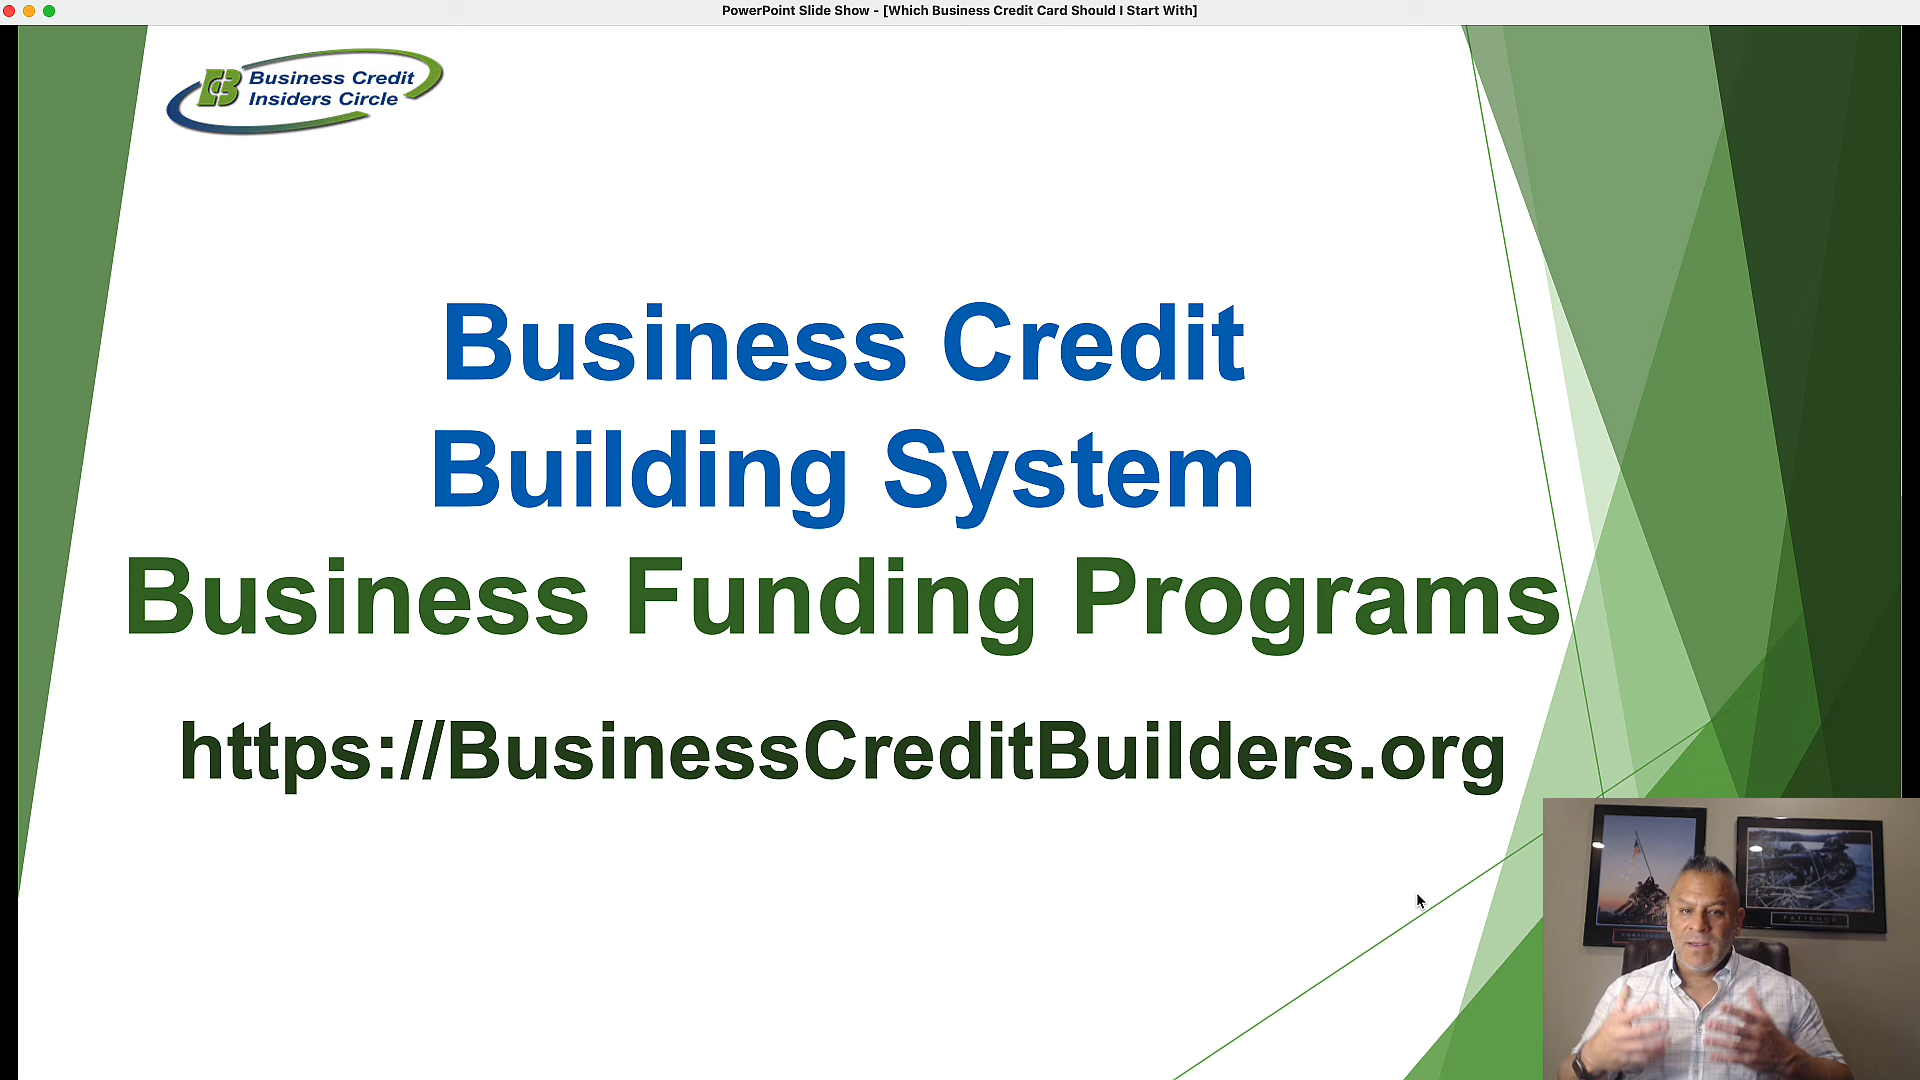 PowerPoint Slide Show - [Which Business Credit Card Should I Start With]
Business Credit
Insiders Circle
Business Credit
Building System
Business Funding Programs
https://BusinessCreditBuilders.org
PATIENCE